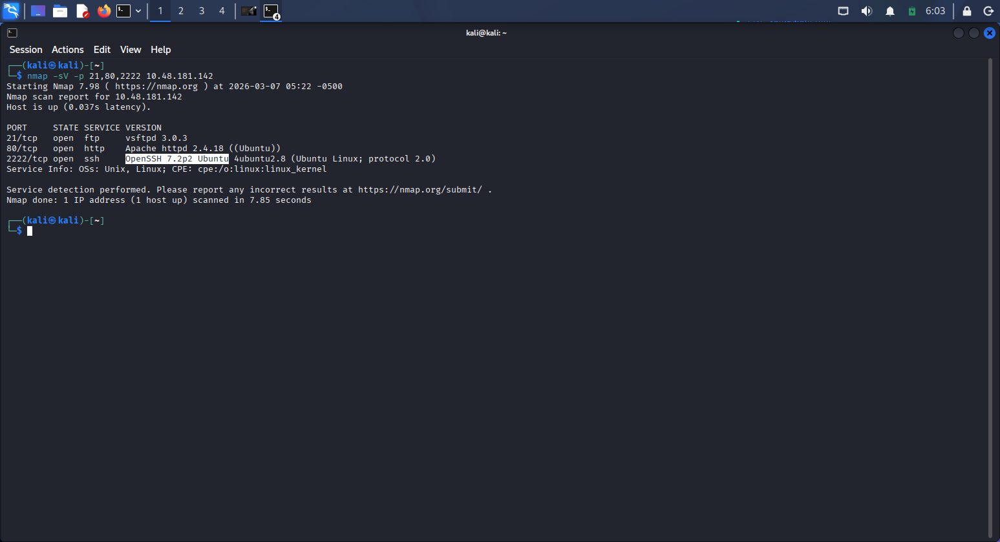 1 2 3 4 4 6:03
kali@kali: ~
Session Actions Edit View Help
┌──(kali㉿kali)-[~]
└─$ nmap -sV -p 21,80,2222 10.48.181.142
Starting Nmap 7.98 ( https://nmap.org ) at 2026-03-07 05:22 -0500
Nmap scan report for 10.48.181.142
Host is up (0.037s latency).
PORT     STATE SERVICE VERSION
21/tcp   open  ftp     vsftpd 3.0.3
80/tcp   open  http    Apache httpd 2.4.18 ((Ubuntu))
2222/tcp open  ssh     OpenSSH 7.2p2 Ubuntu 4ubuntu2.8 (Ubuntu Linux; protocol 2.0)
Service Info: OSs: Unix, Linux; CPE: cpe:/o:linux:linux_kernel
Service detection performed. Please report any incorrect results at https://nmap.org/submit/ .
Nmap done: 1 IP address (1 host up) scanned in 7.85 seconds
┌──(kali㉿kali)-[~]
└─$